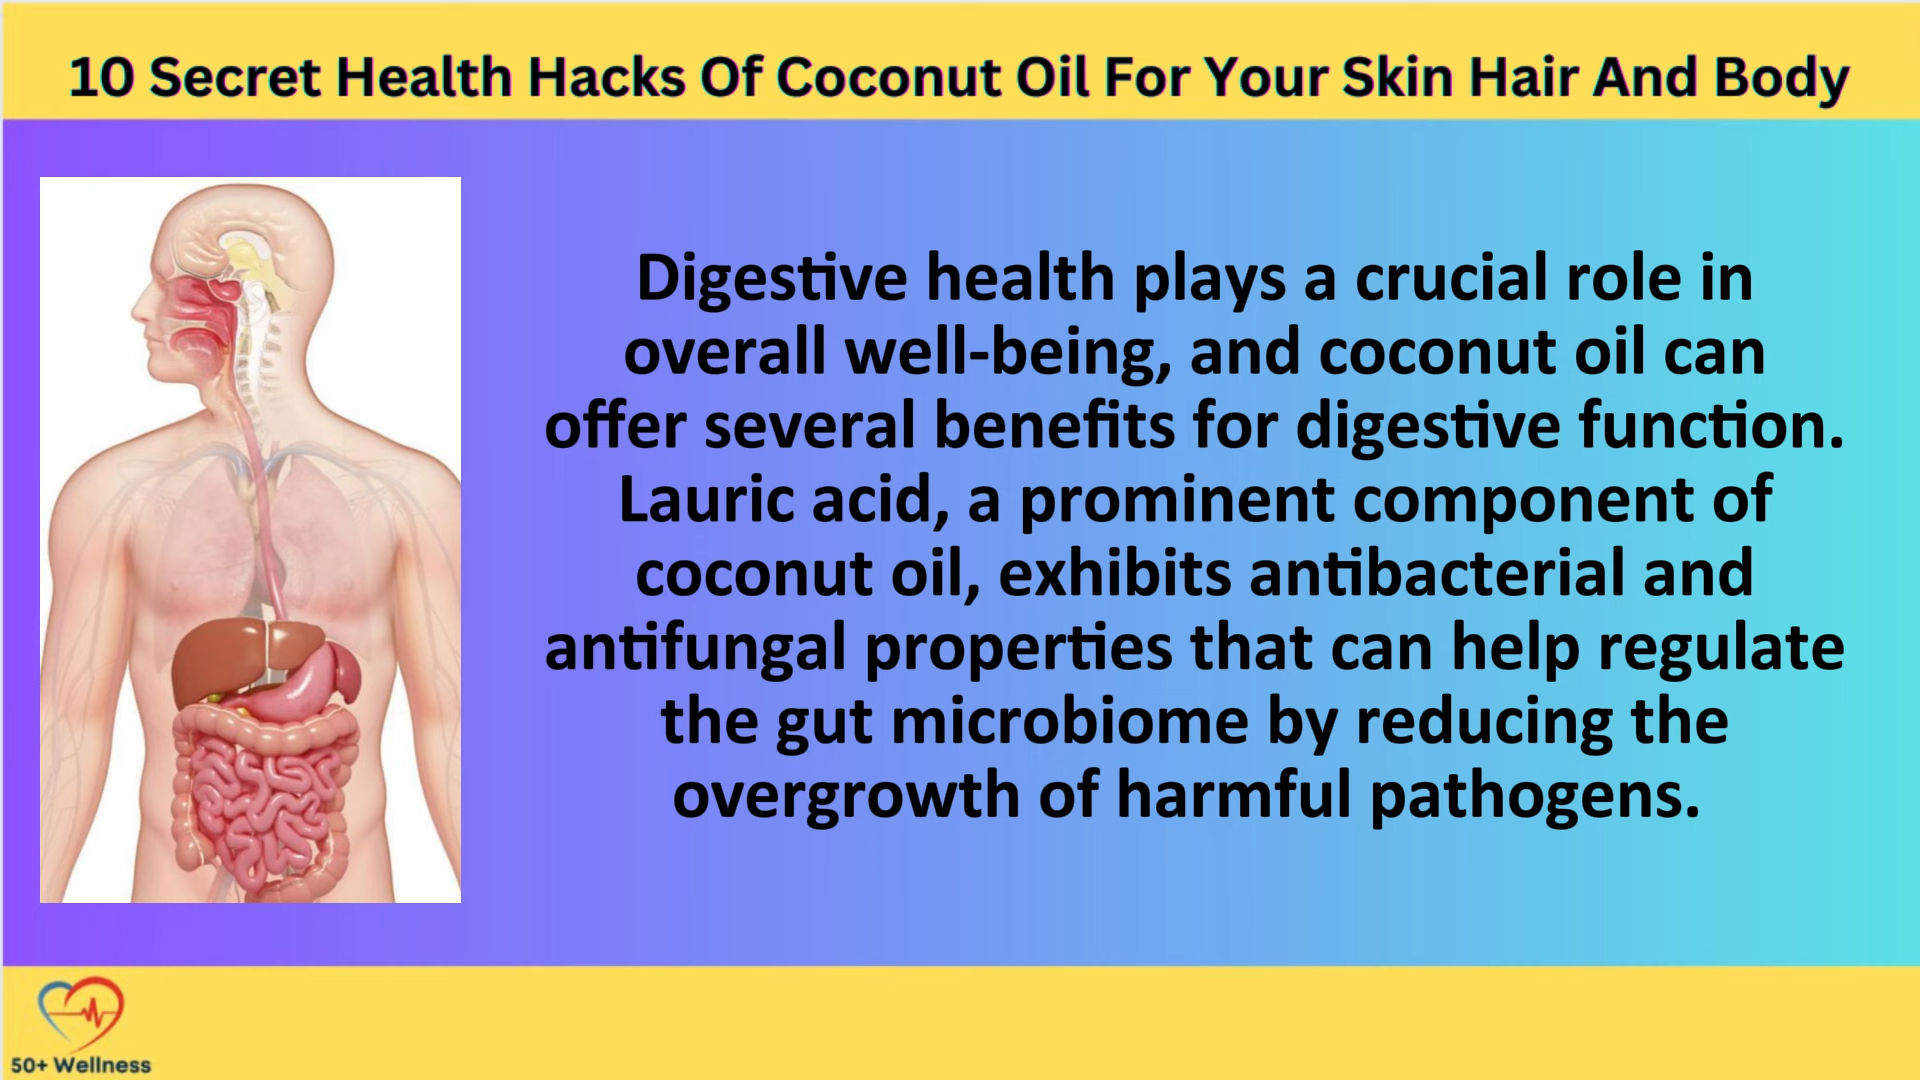 10 Secret Health Hacks Of Coconut Oil For Your Skin Hair And Body
Digestive health plays a crucial role in
overall well-being, and coconut oil can
offer several benefits for digestive function.
Lauric acid, a prominent component of
coconut oil, exhibits antibacterial and
antifungal properties that can help regulate
the gut microbiome by reducing the
overgrowth of harmful pathogens.
50+ Wellness